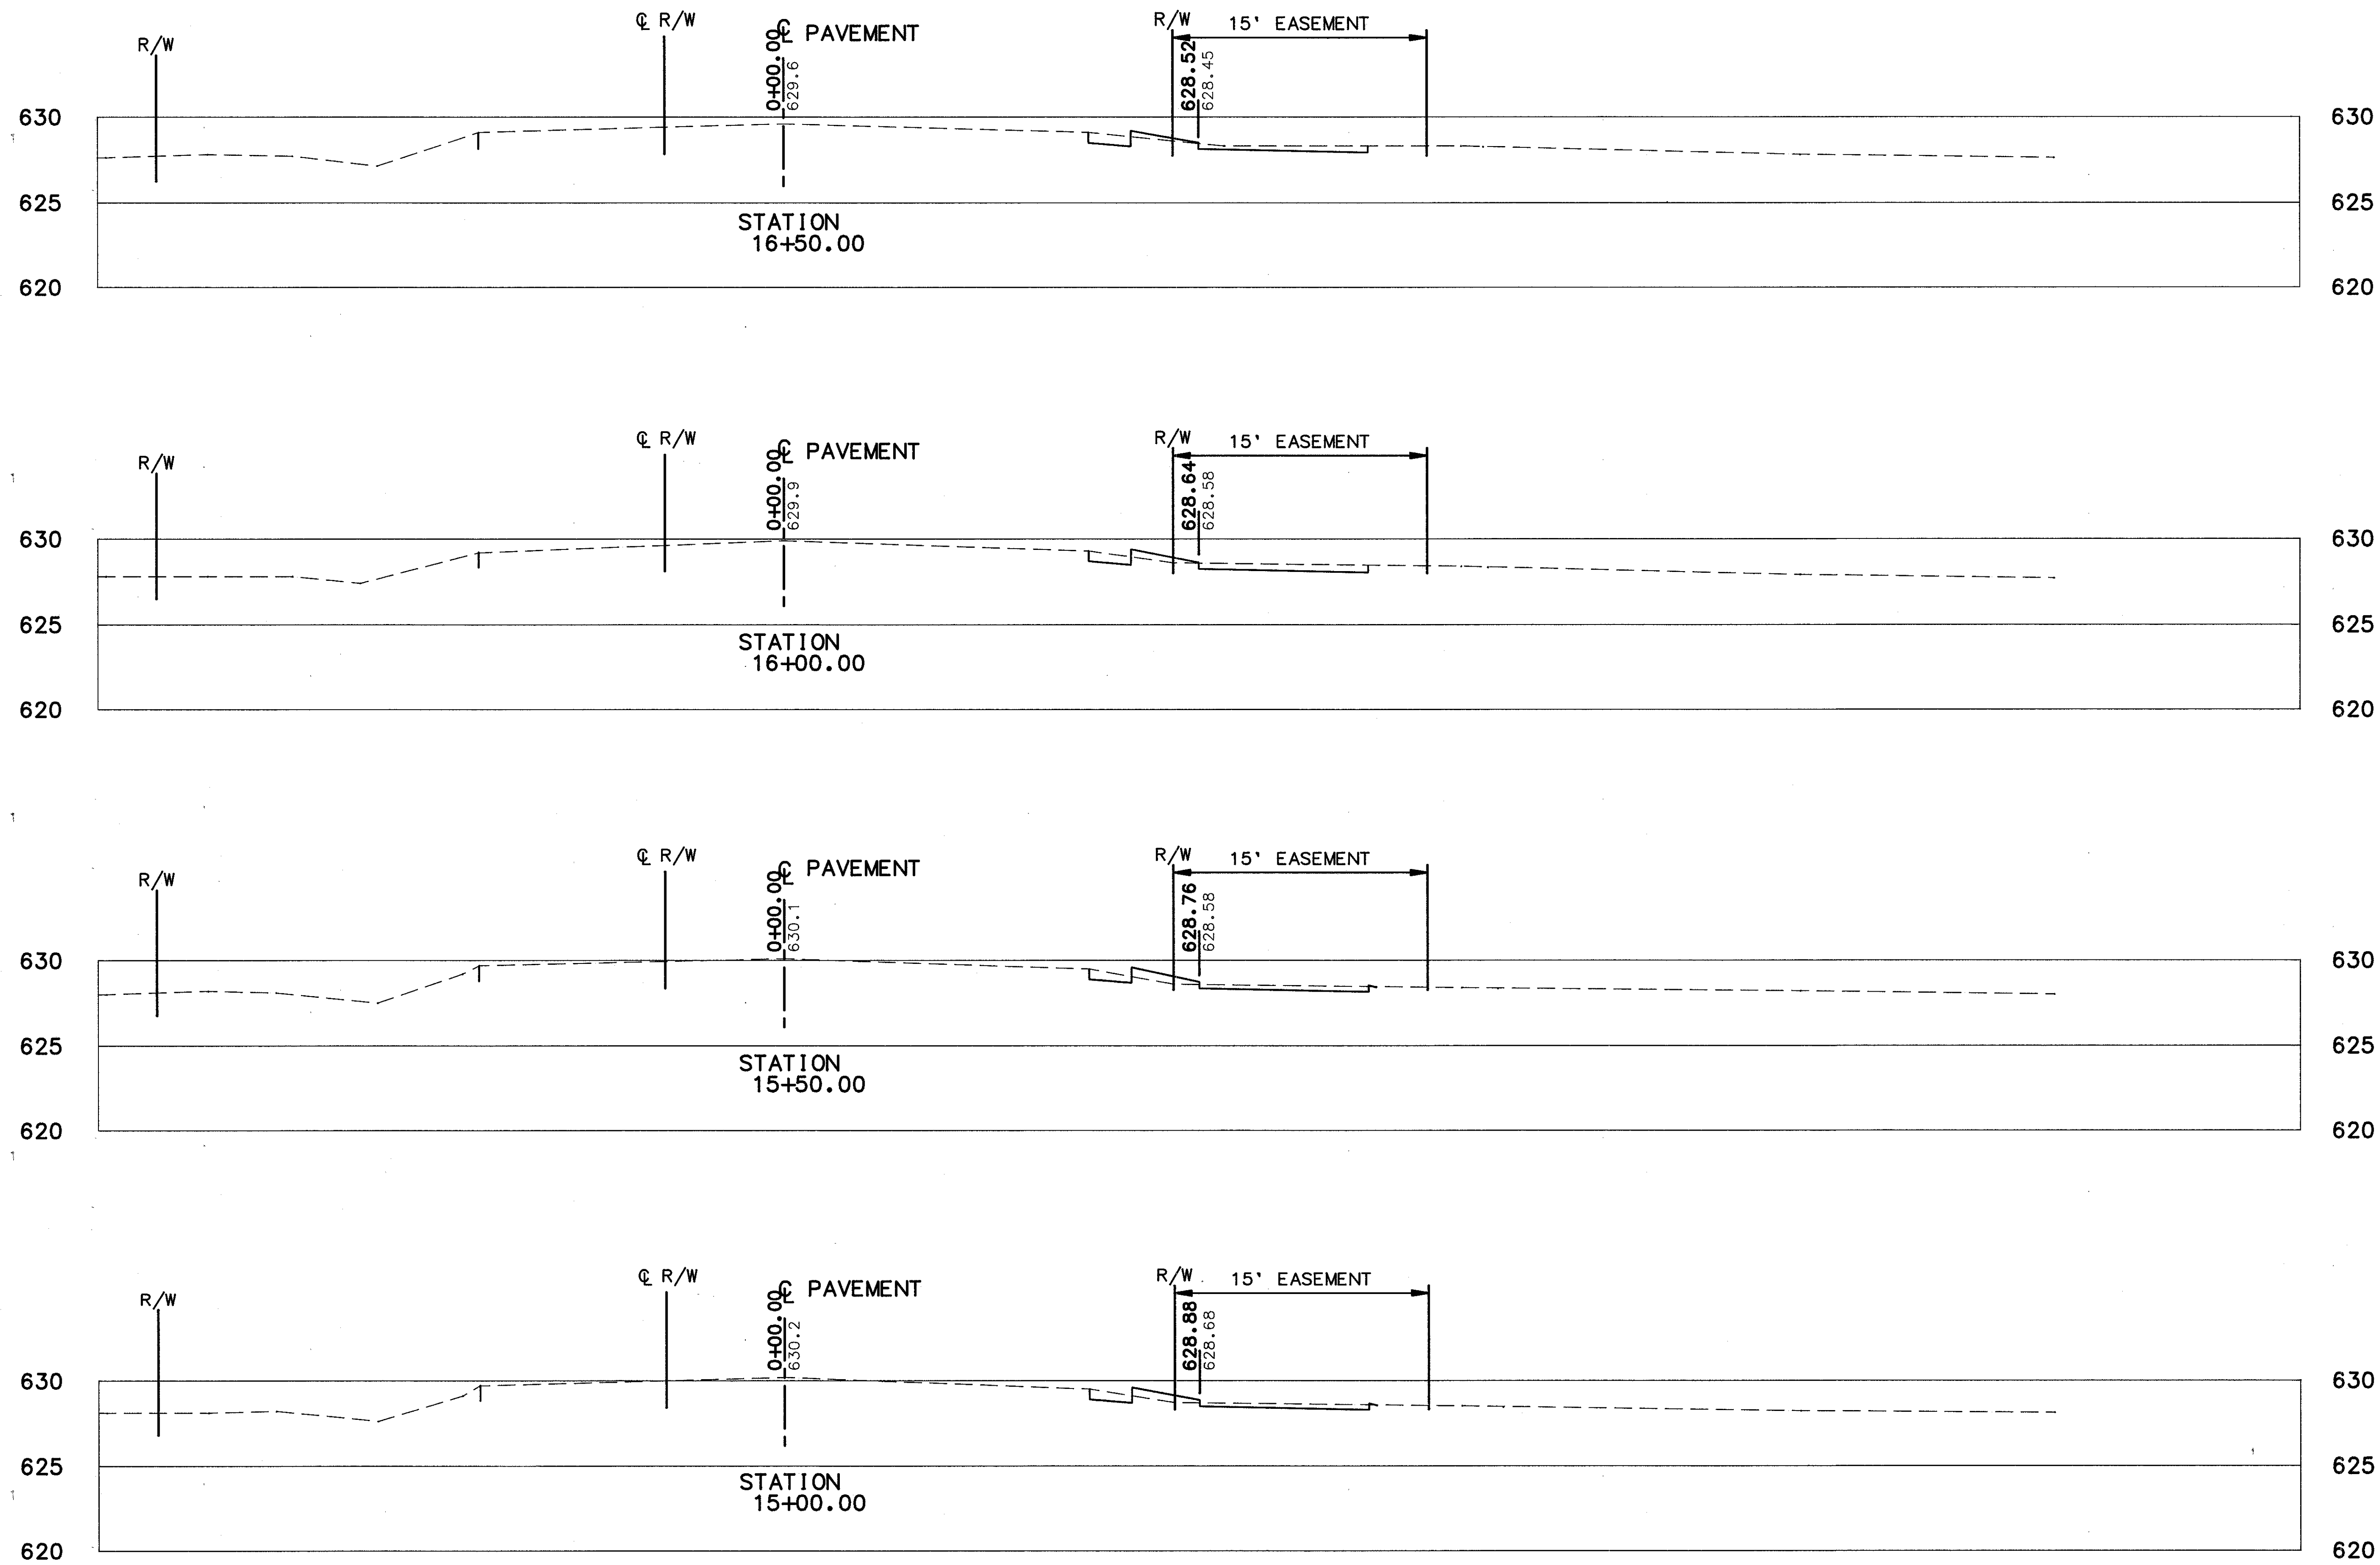 ℄ R/W
℄ PAVEMENT
R/W
15' EASEMENT
R/W
0+00.00
629.6
628.52
628.45
630
630
625
625
STATION
16+50.00
620
620
℄ R/W
℄ PAVEMENT
R/W
15' EASEMENT
R/W
0+00.00
629.9
628.64
628.58
630
630
625
625
STATION
16+00.00
620
620
℄ R/W
℄ PAVEMENT
R/W
15' EASEMENT
R/W
0+00.00
630.1
628.76
628.58
630
630
625
625
STATION
15+50.00
620
620
℄ R/W
℄ PAVEMENT
R/W
15' EASEMENT
R/W
0+00.00
630.2
628.88
628.68
630
630
625
625
STATION
15+00.00
620
620